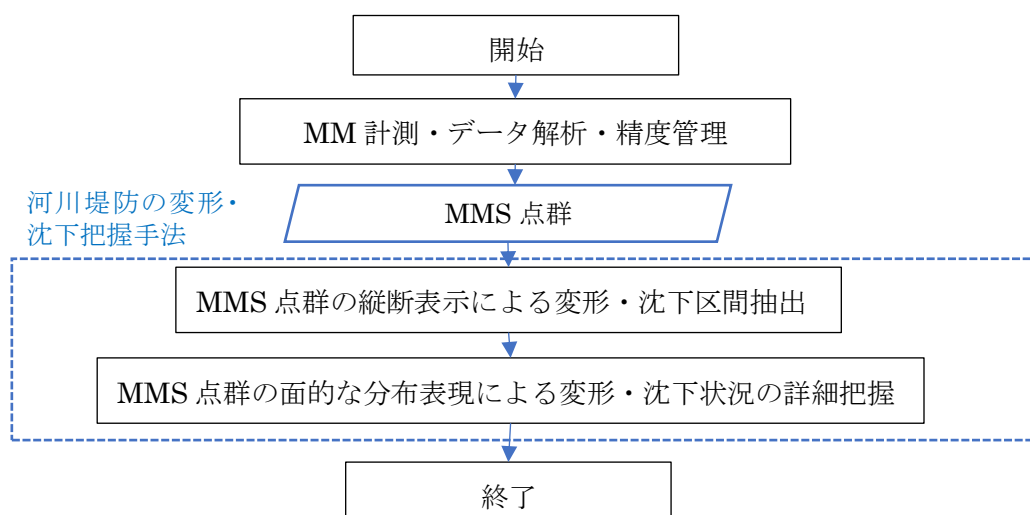 開始
MM 計測・データ解析・精度管理
河川堤防の変形・
沈下把握手法
MMS 点群
MMS 点群の縦断表示による変形・沈下区間抽出
MMS 点群の面的な分布表現による変形・沈下状況の詳細把握
終了